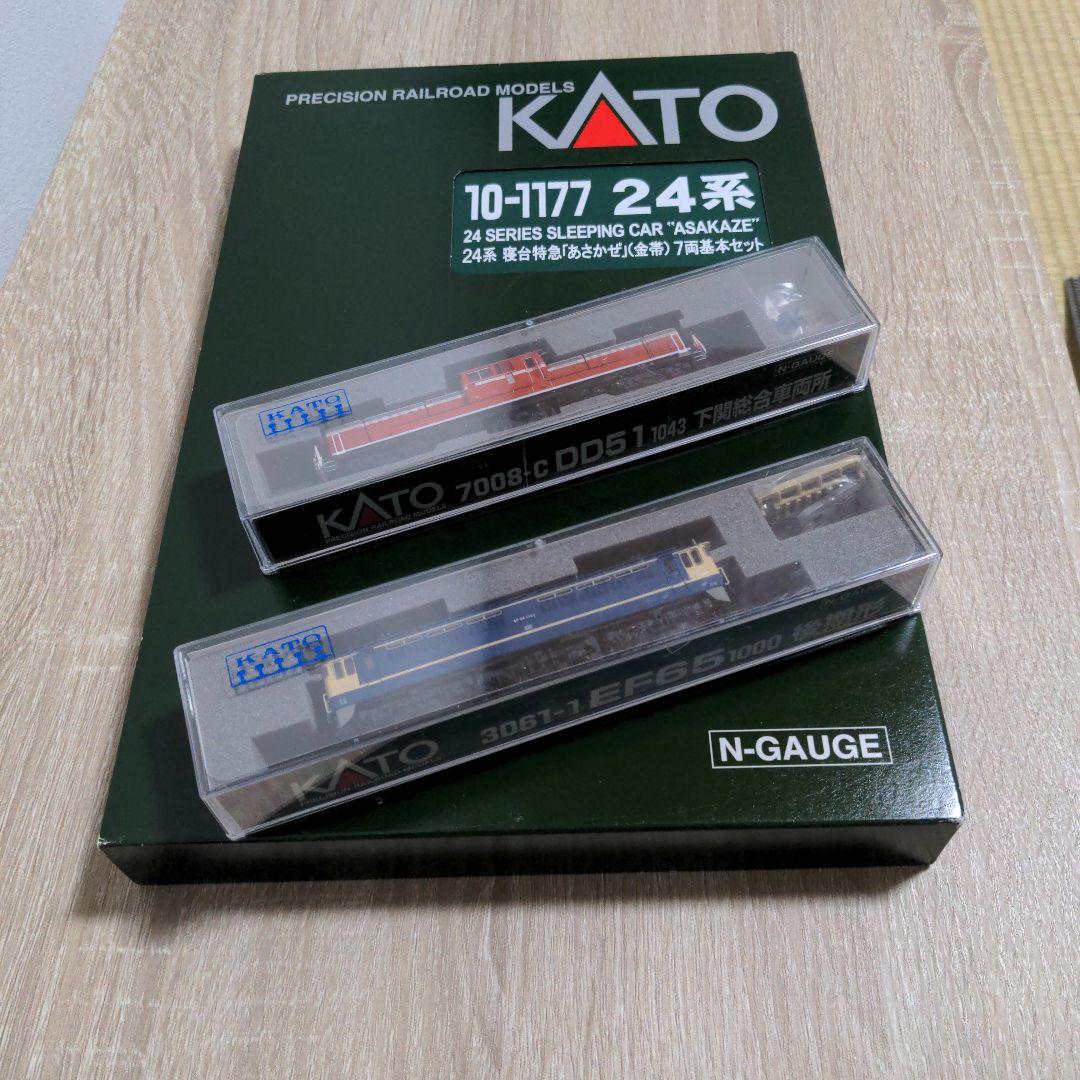 PRECISION RAILROAD MODELS
KATO
10-1177 24系
24 SERIES SLEEPING CAR "ASAKAZE"
24系 寝台特急「あさかぜ」(金帯) 7両基本セット
KATO
N-GAUGE
KATO 7008-C DD51 1043 下関総合車両所
PRECISION RAILROAD MODELS
KATO
N-GAUGE
KATO 3061-1 EF65 1000 後期形
PRECISION RAILROAD MODELS
N-GAUGE